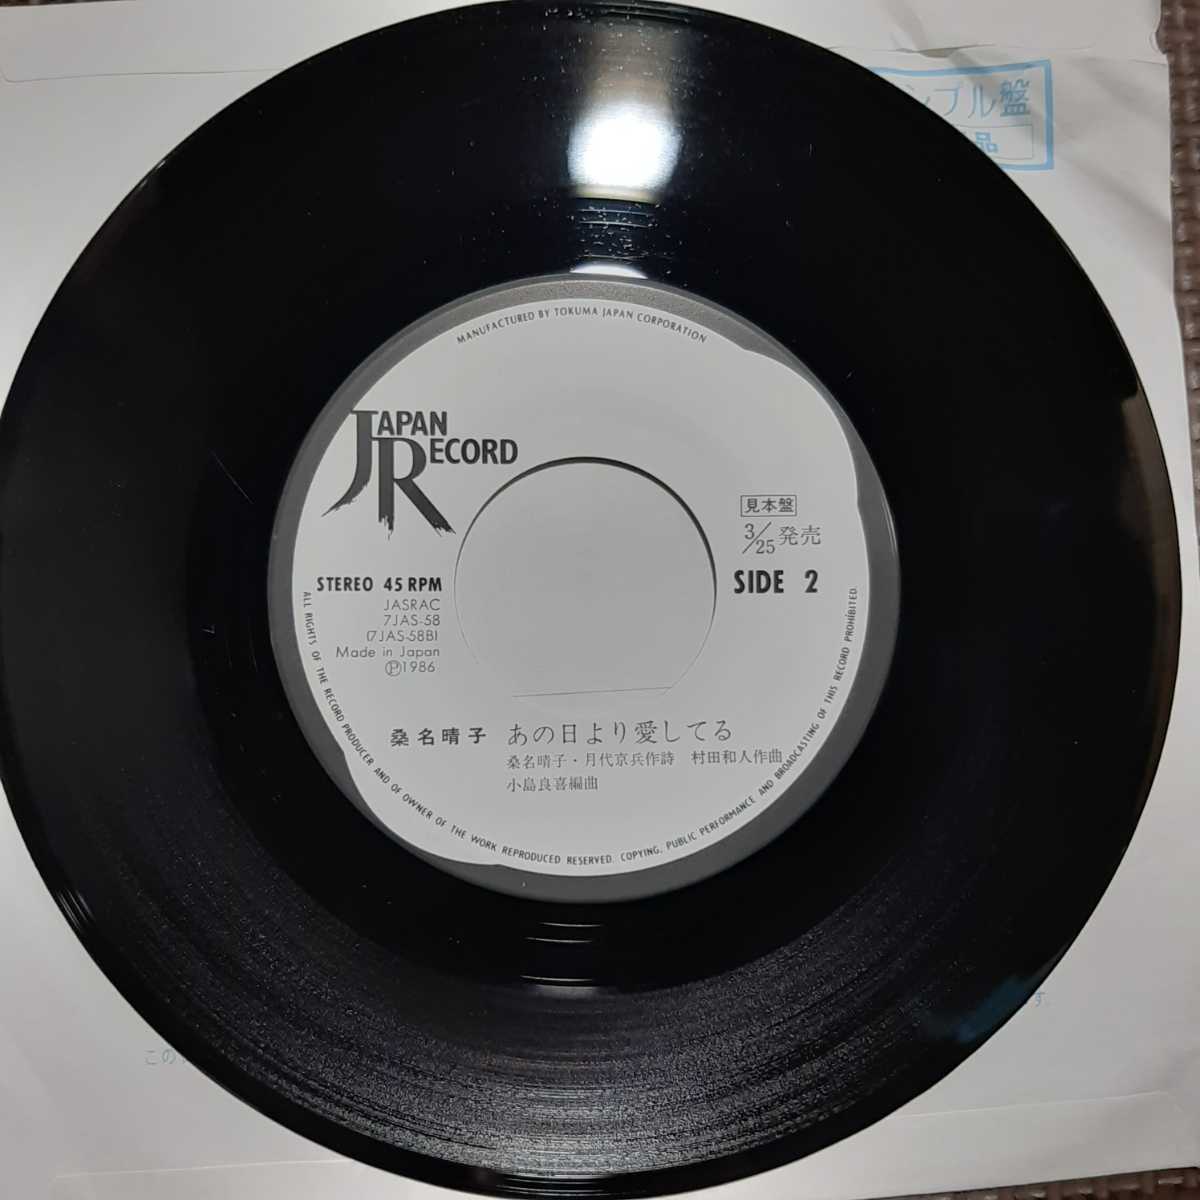 ンプル盤
品
MANUFACTURED BY TOKUMA JAPAN CORPORATION
JAPAN
RECORD
見本盤
3/25発売
STEREO 45 RPM
SIDE 2
JASRAC
7JAS-58
(7JAS-58B)
Made in Japan
Ⓟ1986
桑名晴子 あの日より愛してる
桑名晴子・月代京兵作詩 村田和人作曲
小島良喜編曲
ALL RIGHTS OF THE RECORD PRODUCER AND OF OWNER OF THE WORK REPRODUCED RESERVED. COPYING, PUBLIC PERFORMANCE AND BROADCASTING OF THIS RECORD PROHIBITED.
この
す。